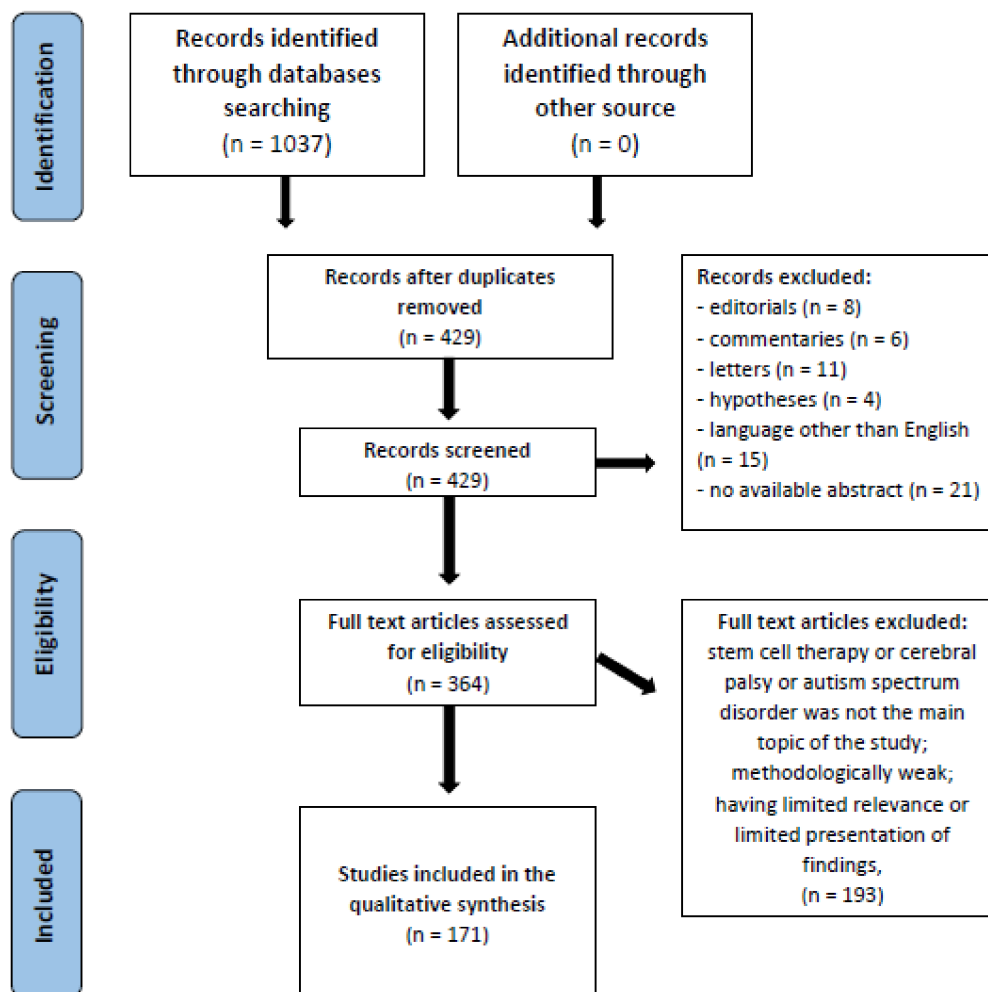 Identification
Records identified
through databases
searching
(n = 1037)
Additional records
identified through
other source
(n = 0)
Screening
Records after duplicates
removed
(n = 429)
Records screened
(n = 429)
Records excluded:
- editorials (n = 8)
- commentaries (n = 6)
- letters (n = 11)
- hypotheses (n = 4)
- language other than English
(n = 15)
- no available abstract (n = 21)
Eligibility
Full text articles assessed
for eligibility
(n = 364)
Full text articles excluded:
stem cell therapy or cerebral
palsy or autism spectrum
disorder was not the main
topic of the study;
methodologically weak;
having limited relevance or
limited presentation of
findings,
(n = 193)
Included
Studies included in the
qualitative synthesis
(n = 171)